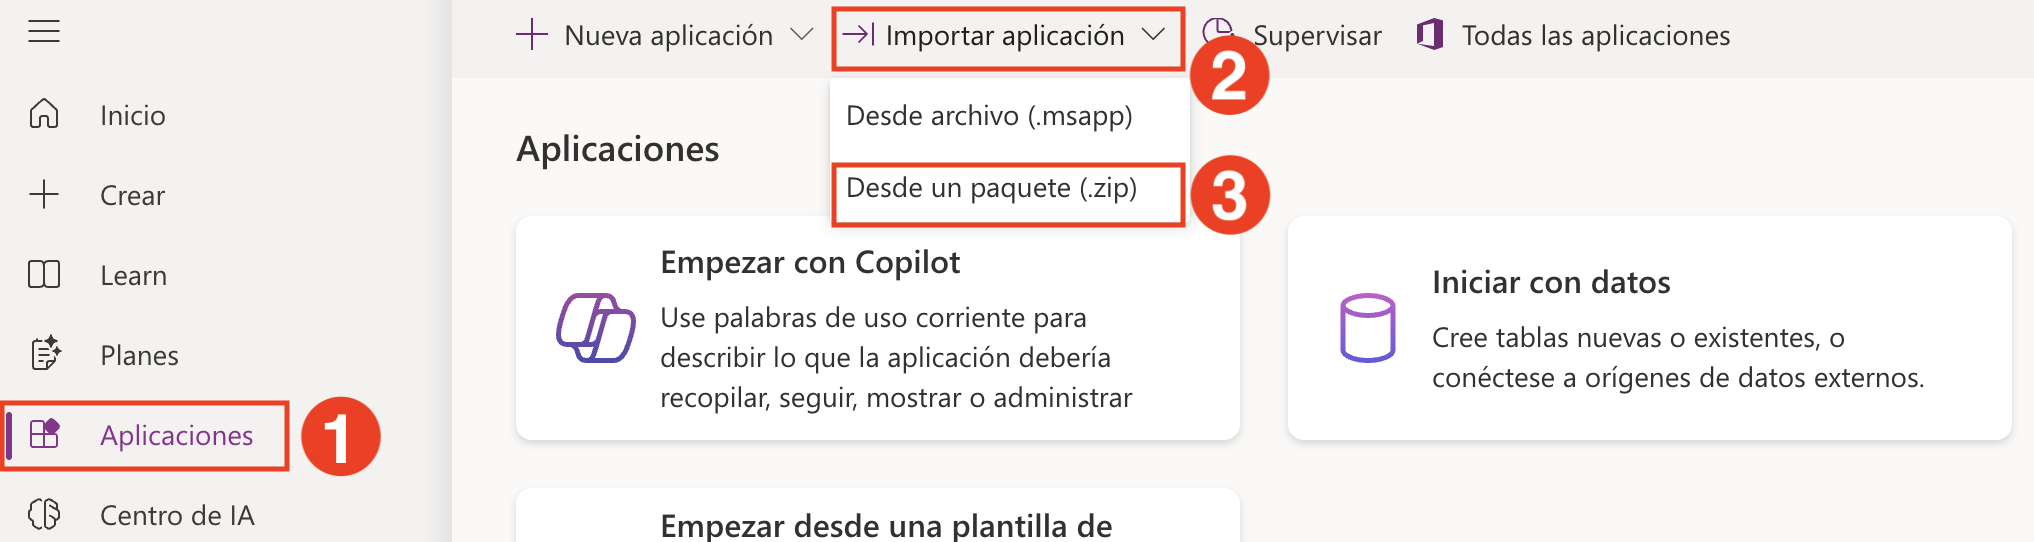 Nueva aplicación
Importar aplicación
Supervisar
Todas las aplicaciones
2
Inicio
Crear
Learn
Planes
Aplicaciones
1
Centro de IA
Desde archivo (.msapp)
Desde un paquete (.zip)
3
Aplicaciones
Empezar con Copilot
Use palabras de uso corriente para
describir lo que la aplicación debería
recopilar, seguir, mostrar o administrar
Iniciar con datos
Cree tablas nuevas o existentes, o
conéctese a orígenes de datos externos.
Empezar desde una plantilla de